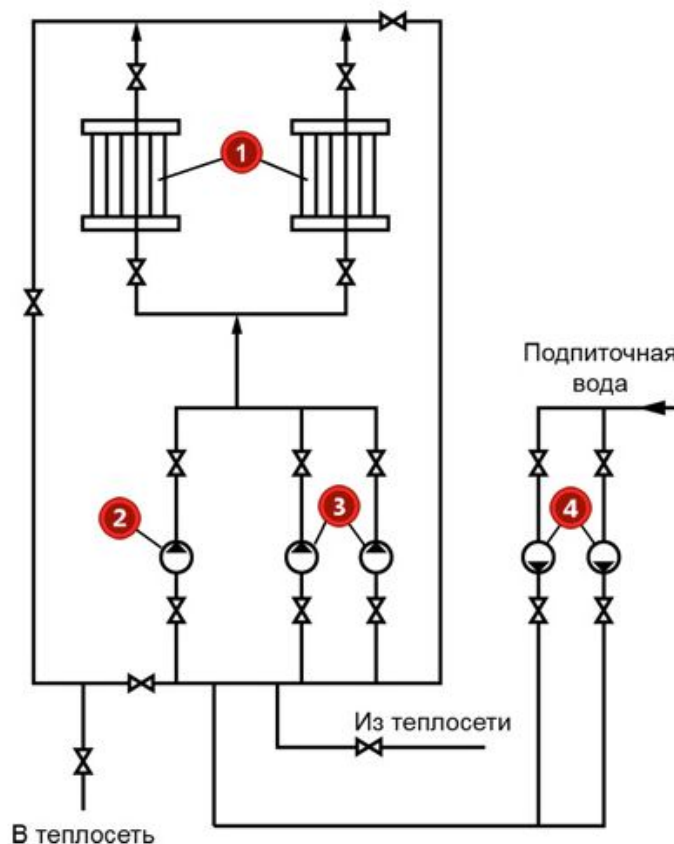 1
Подпиточная
вода
2
3
4
Из теплосети
В теплосеть